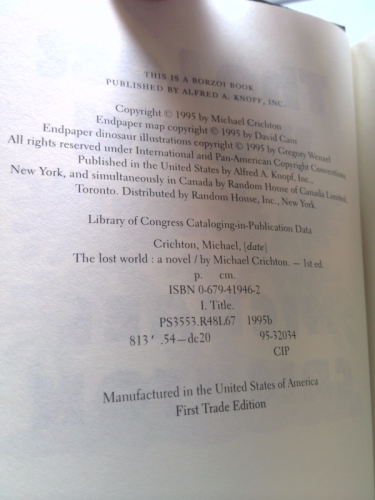 THIS IS A BORZOI BOOK
PUBLISHED BY ALFRED A. KNOPF, INC.
Copyright © 1995 by Michael Crichton
Endpaper map copyright © 1995 by David Cain
Endpaper dinosaur illustrations copyright © 1995 by Gregory Wenzel
All rights reserved under International and Pan-American Copyright Conventions.
Published in the United States by Alfred A. Knopf, Inc.,
New York, and simultaneously in Canada by Random House of Canada Limited,
Toronto. Distributed by Random House, Inc., New York.
Library of Congress Cataloging-in-Publication Data
Crichton, Michael, [date]
The lost world : a novel / by Michael Crichton. — 1st ed.
p. cm.
ISBN 0-679-41946-2
I. Title.
PS3553.R48L67 1995b
813′ .54—dc20 95-32034
CIP
Manufactured in the United States of America
First Trade Edition